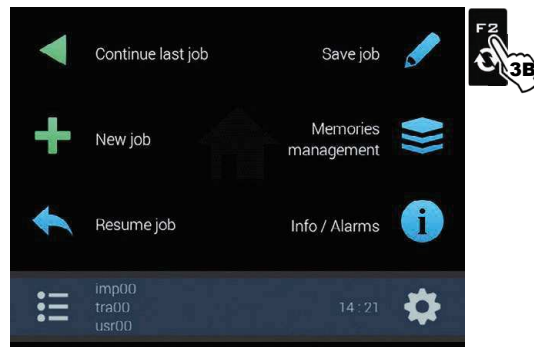 Continue last job
Save job
F2
3B
New job
Memories
management
Resume job
Info / Alarms
i
imp00
tra00
usr00
14:21